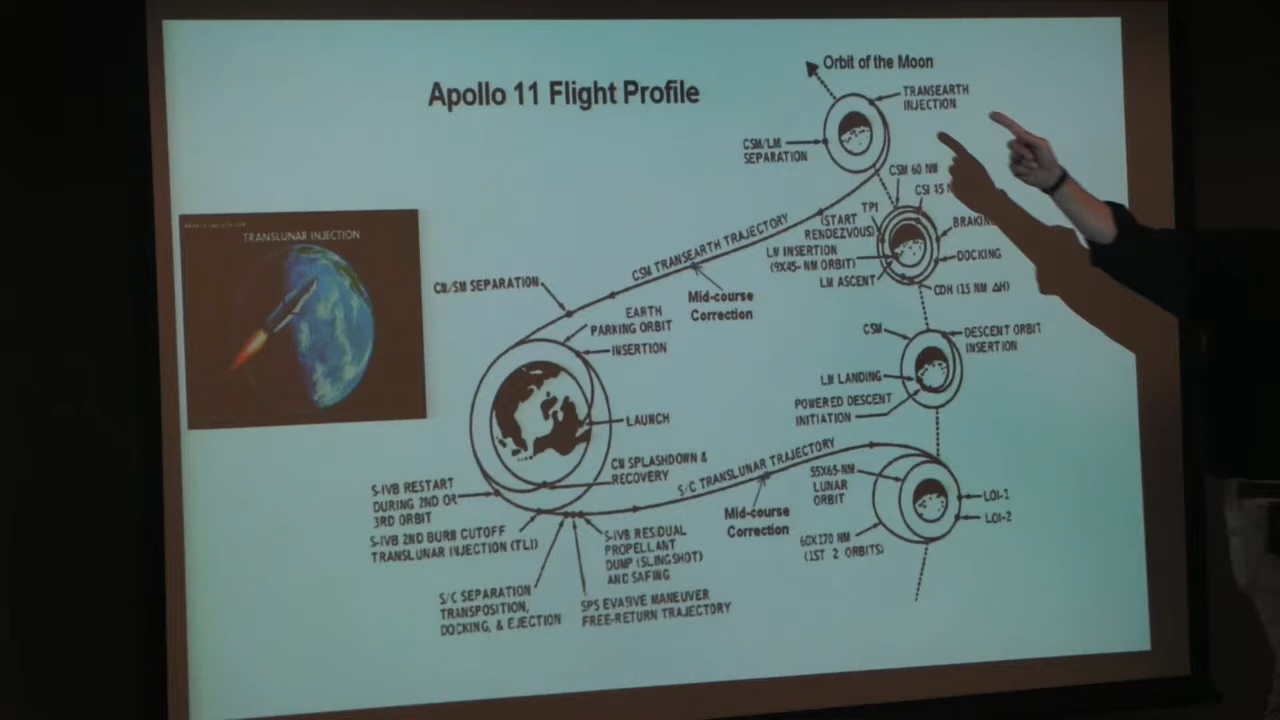 Apollo 11 Flight Profile
Orbit of the Moon
TRANSEARTH
INJECTION
CSM/LM
SEPARATION
CSM 60 NM
CSI 45 N
TPI
(START
RENDEZVOUS)
BRAKIN
LM INSERTION
(9X45-NM ORBIT)
DOCKING
LM ASCENT
CDH (15 NM ΔH)
TRANSLUNAR INJECTION
CSM TRANSEARTH TRAJECTORY
CM/SM SEPARATION
Mid-course
Correction
EARTH
PARKING ORBIT
INSERTION
CSM
DESCENT ORBIT
INSERTION
LM LANDING
POWERED DESCENT
INITIATION
LAUNCH
CM SPLASHDOWN &
RECOVERY
S/C TRANSLUNAR TRAJECTORY
55X65-NM
LUNAR
ORBIT
LOI-1
LOI-2
Mid-course
Correction
60X170 NM
(1ST 2 ORBITS)
S-IVB RESTART
DURING 2ND OR
3RD ORBIT
S-IVB 2ND BURN CUTOFF
TRANSLUNAR INJECTION (TLI)
S-IVB RESIDUAL
PROPELLANT
DUMP (SLINGSHOT)
AND SAFING
S/C SEPARATION
TRANSPOSITION,
DOCKING, & EJECTION
SPS EVASIVE MANEUVER
FREE-RETURN TRAJECTORY